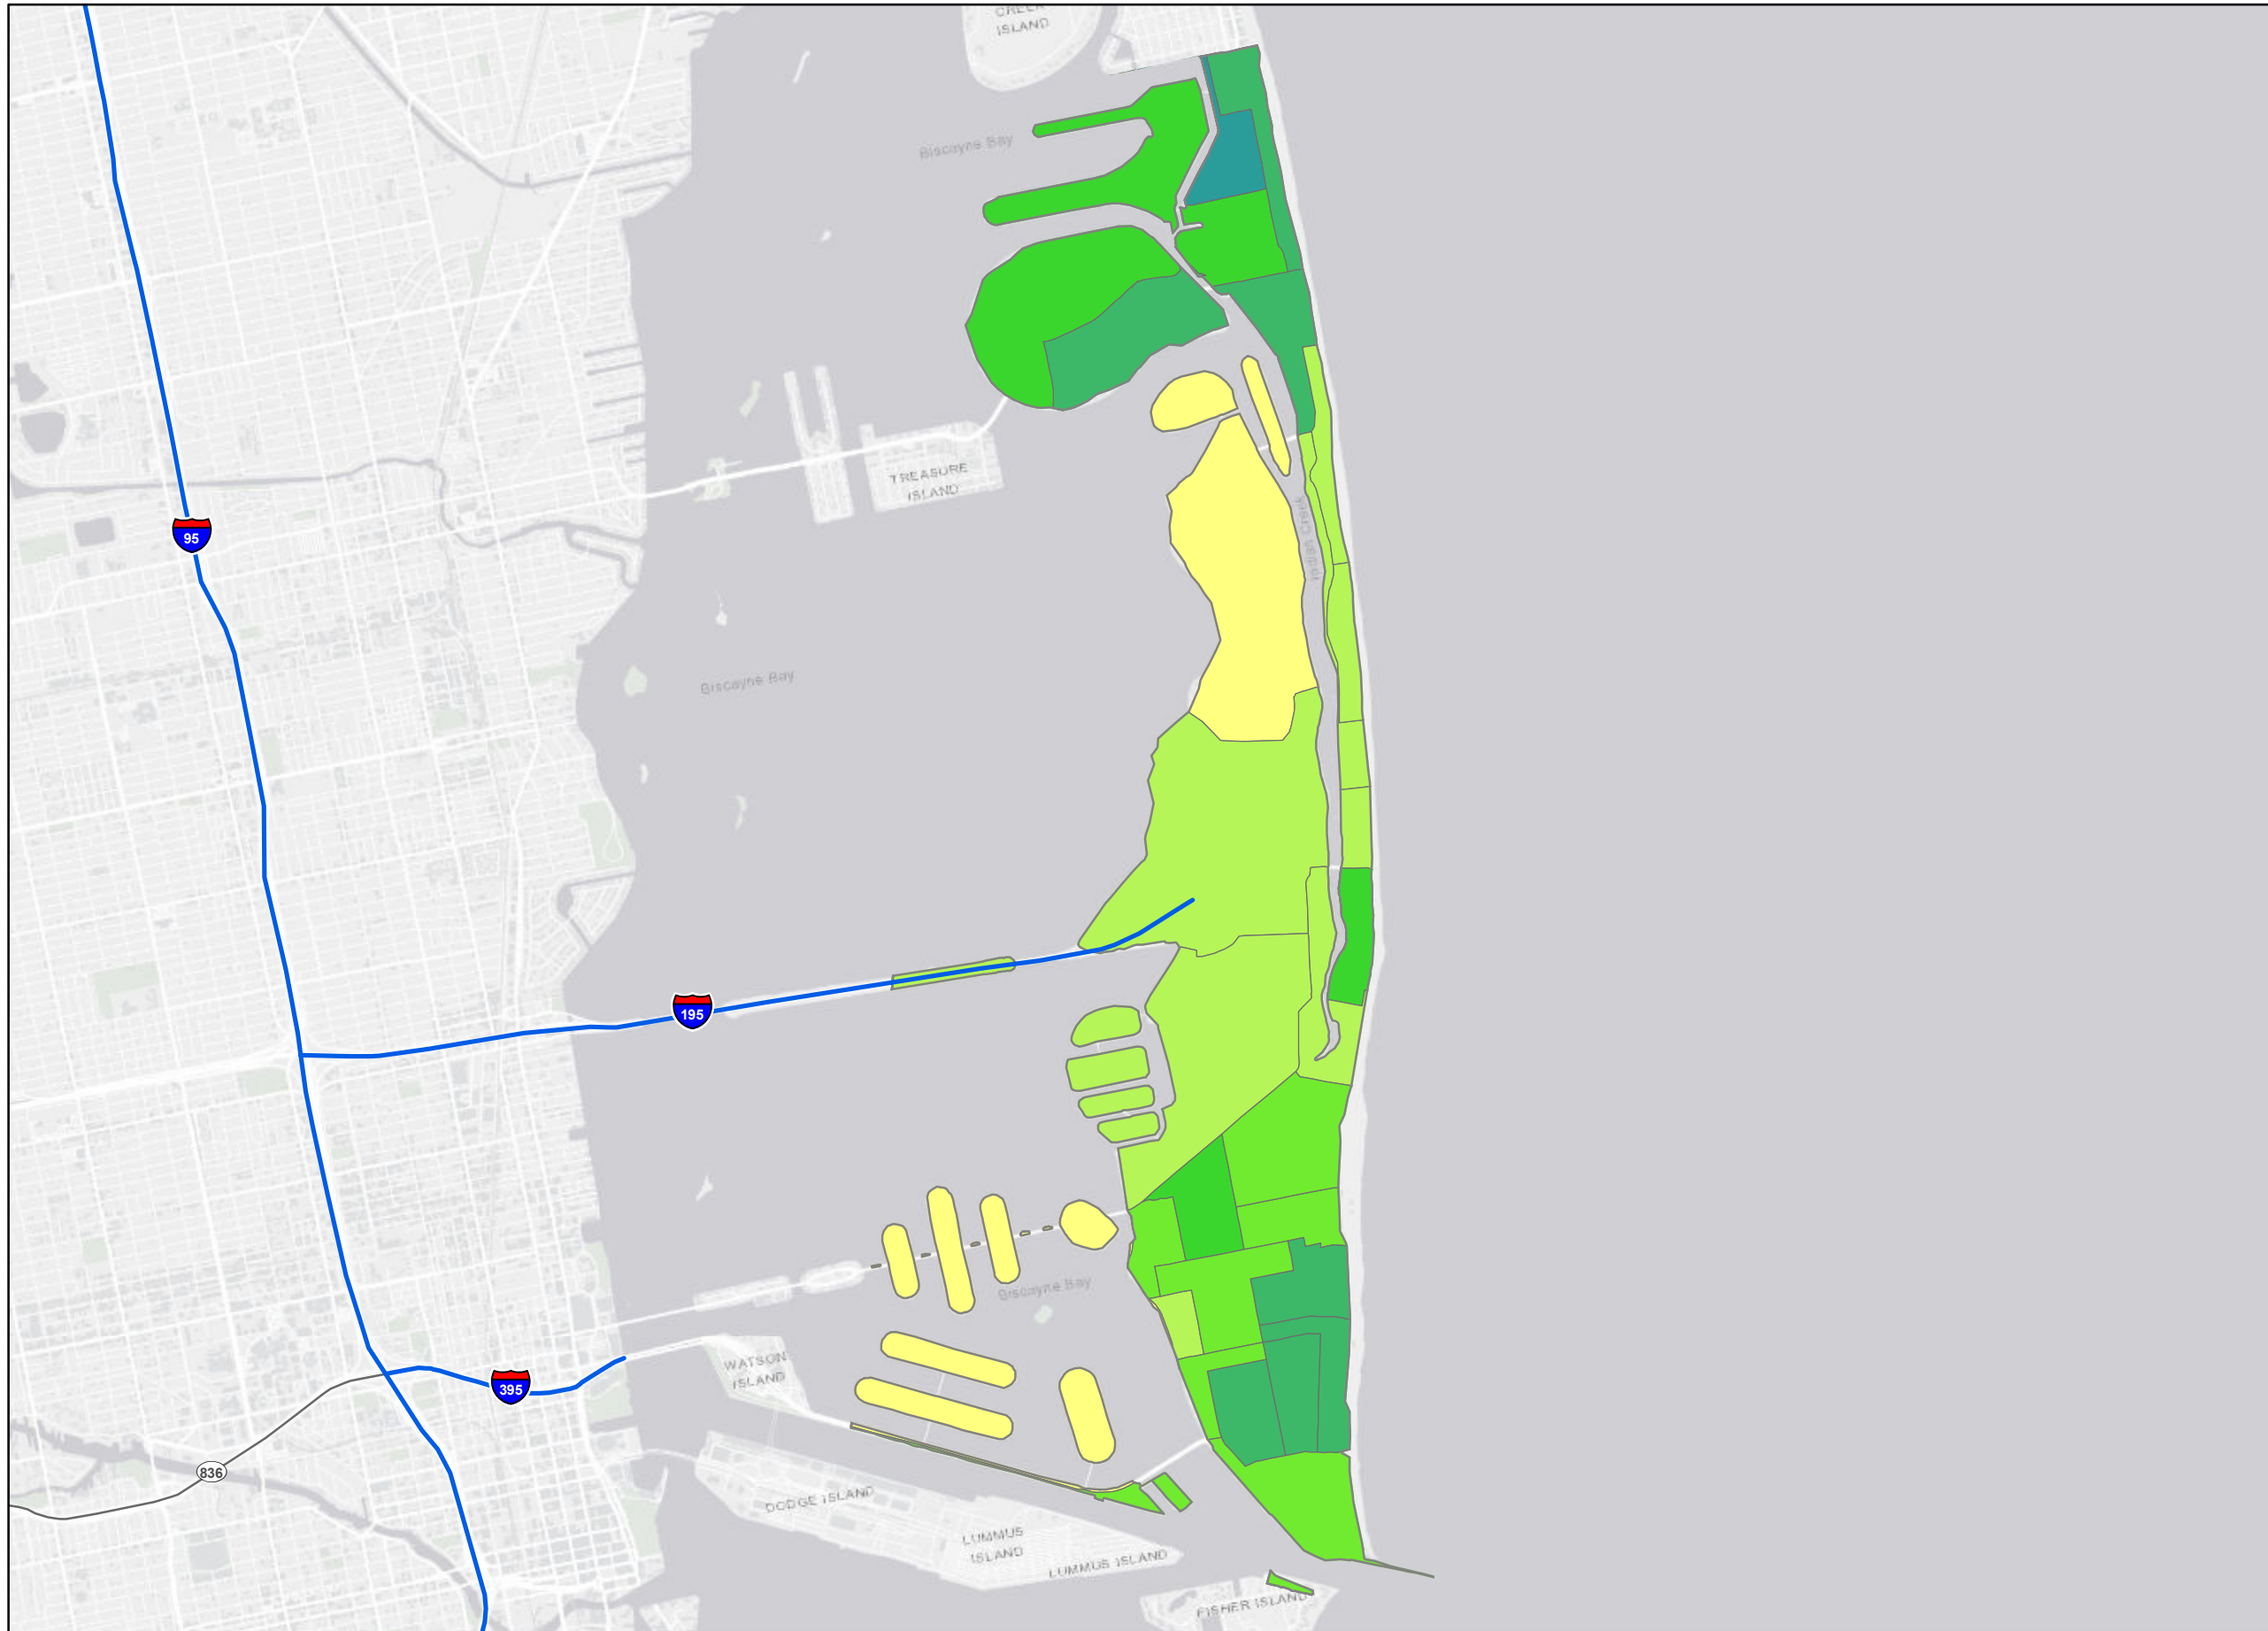 CREEK
ISLAND
Biscayne Bay
TREASURE
ISLAND
Indian Creek
95
Biscayne Bay
195
Biscayne Bay
WATSON
ISLAND
395
836
DODGE ISLAND
LUMMUS
ISLAND
LUMMUS ISLAND
FISHER ISLAND